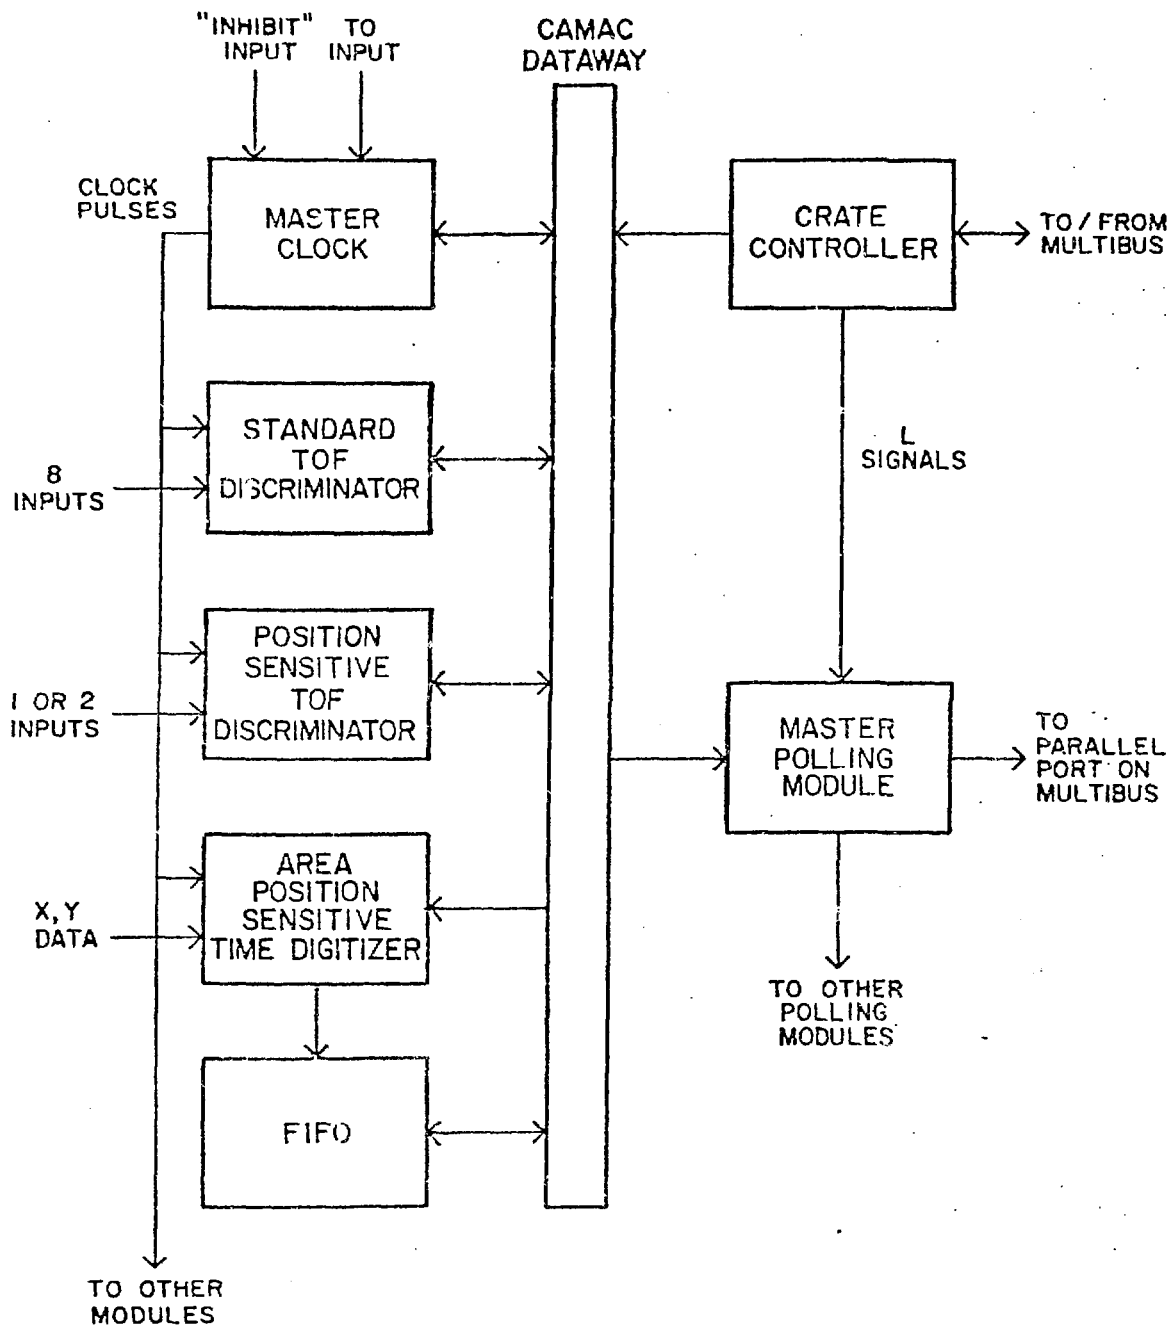 "INHIBIT"
INPUT
TO
INPUT
CAMAC
DATAWAY
CLOCK
PULSES
MASTER
CLOCK
CRATE
CONTROLLER
TO / FROM
MULTIBUS
STANDARD
TOF
DISCRIMINATOR
8
INPUTS
L
SIGNALS
POSITION
SENSITIVE
TOF
DISCRIMINATOR
1 OR 2
INPUTS
MASTER
POLLING
MODULE
TO
PARALLEL
PORT ON
MULTIBUS
AREA
POSITION
SENSITIVE
TIME DIGITIZER
X, Y
DATA
TO OTHER
POLLING
MODULES
FIFO
TO OTHER
MODULES